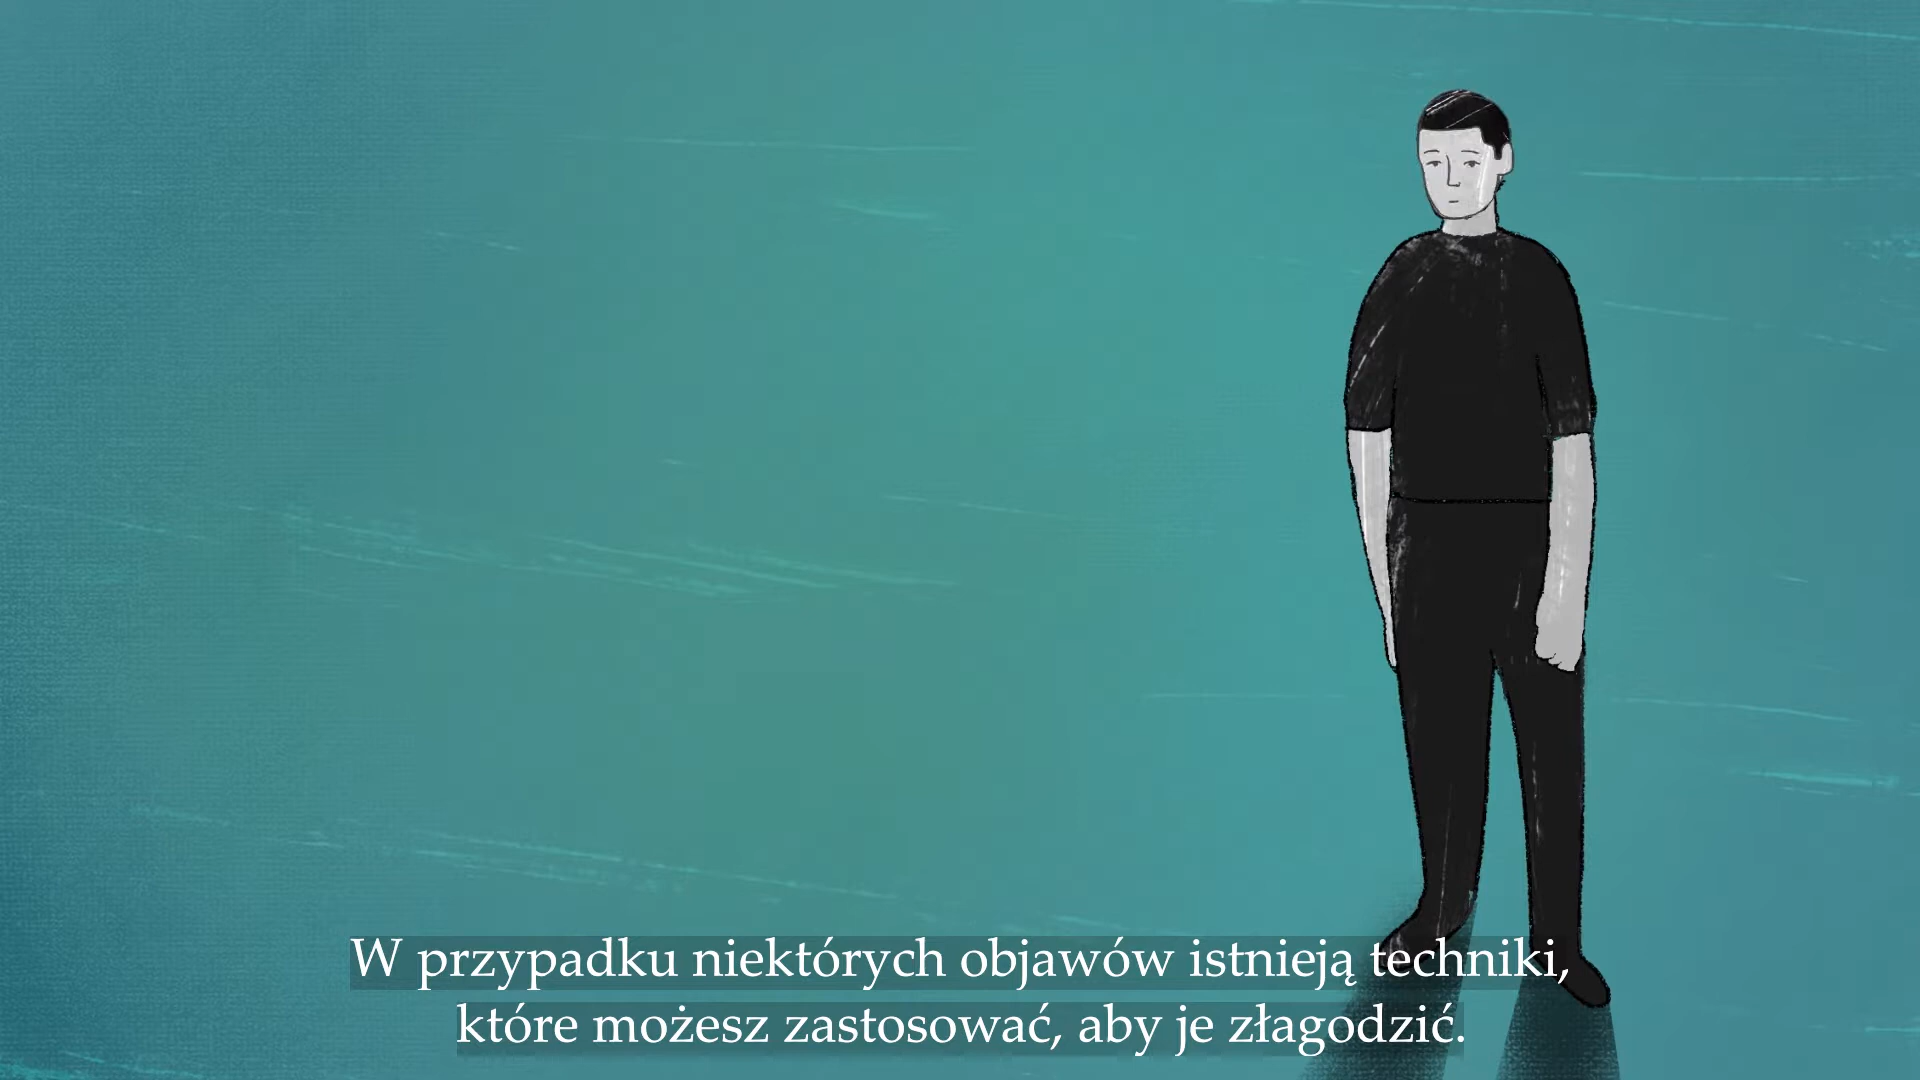 W przypadku niektórych objawów istnieją techniki,
które możesz zastosować, aby je złagodzić.